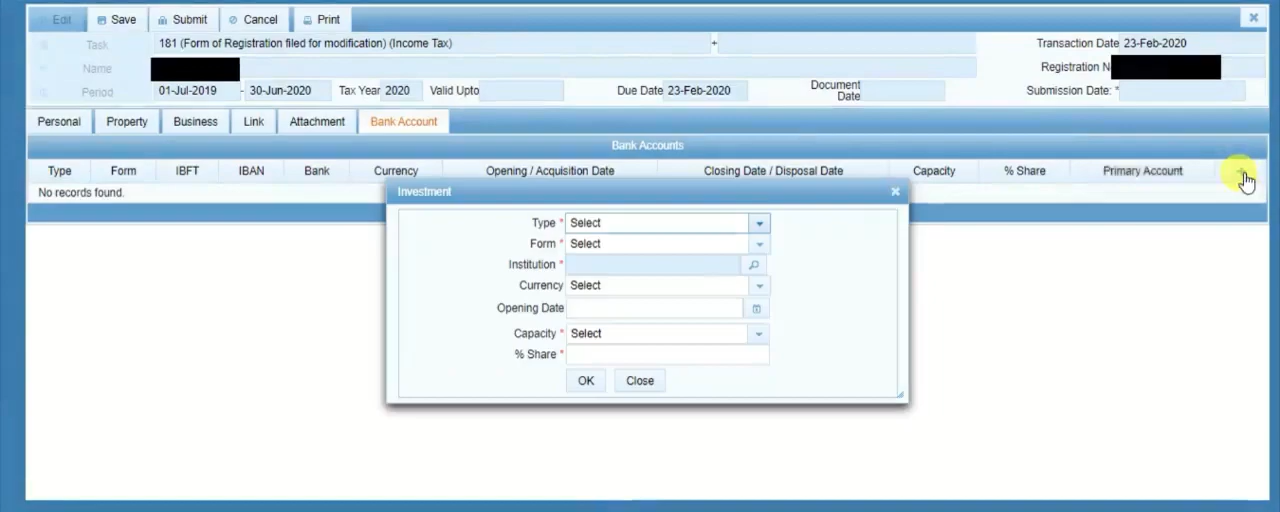 Edit Save Submit Cancel Print
Task 181 (Form of Registration filed for modification) (Income Tax) + Transaction Date 23-Feb-2020
Name Registration N
Period 01-Jul-2019 - 30-Jun-2020 Tax Year 2020 Valid Upto Due Date 23-Feb-2020 Document Date Submission Date: *
Personal Property Business Link Attachment Bank Account
Bank Accounts
Type Form IBFT IBAN Bank Currency Opening / Acquisition Date Closing Date / Disposal Date Capacity % Share Primary Account +
No records found.
Investment
Type * Select
Form * Select
Institution *
Currency Select
Opening Date
Capacity * Select
% Share *
OK Close